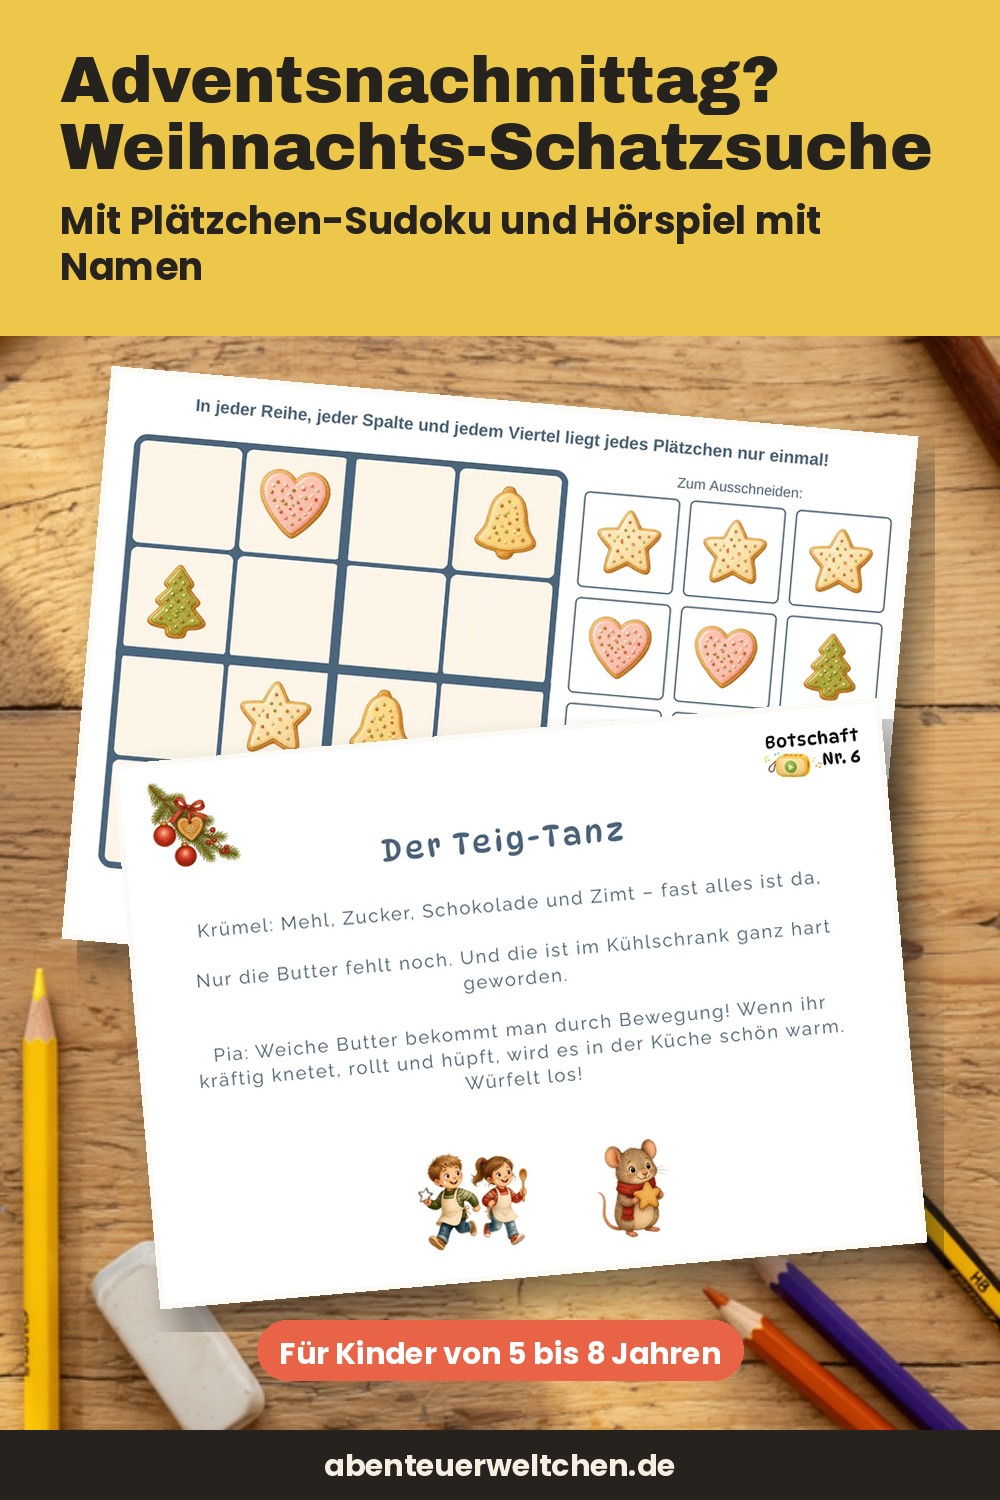 Adventsnachmittag?
Weihnachts-Schatzsuche
Mit Plätzchen-Sudoku und Hörspiel mit
Namen
In jeder Reihe, jeder Spalte und jedem Viertel liegt jedes Plätzchen nur einmal!
Zum Ausschneiden:
Botschaft
Nr. 6
Der Teig-Tanz
Krümel: Mehl, Zucker, Schokolade und Zimt – fast alles ist da,
Nur die Butter fehlt noch. Und die ist im Kühlschrank ganz hart
geworden.
Pia: Weiche Butter bekommt man durch Bewegung! Wenn ihr
kräftig knetet, rollt und hüpft, wird es in der Küche schön warm.
Würfelt los!
HB
Für Kinder von 5 bis 8 Jahren
abenteuerweltchen.de